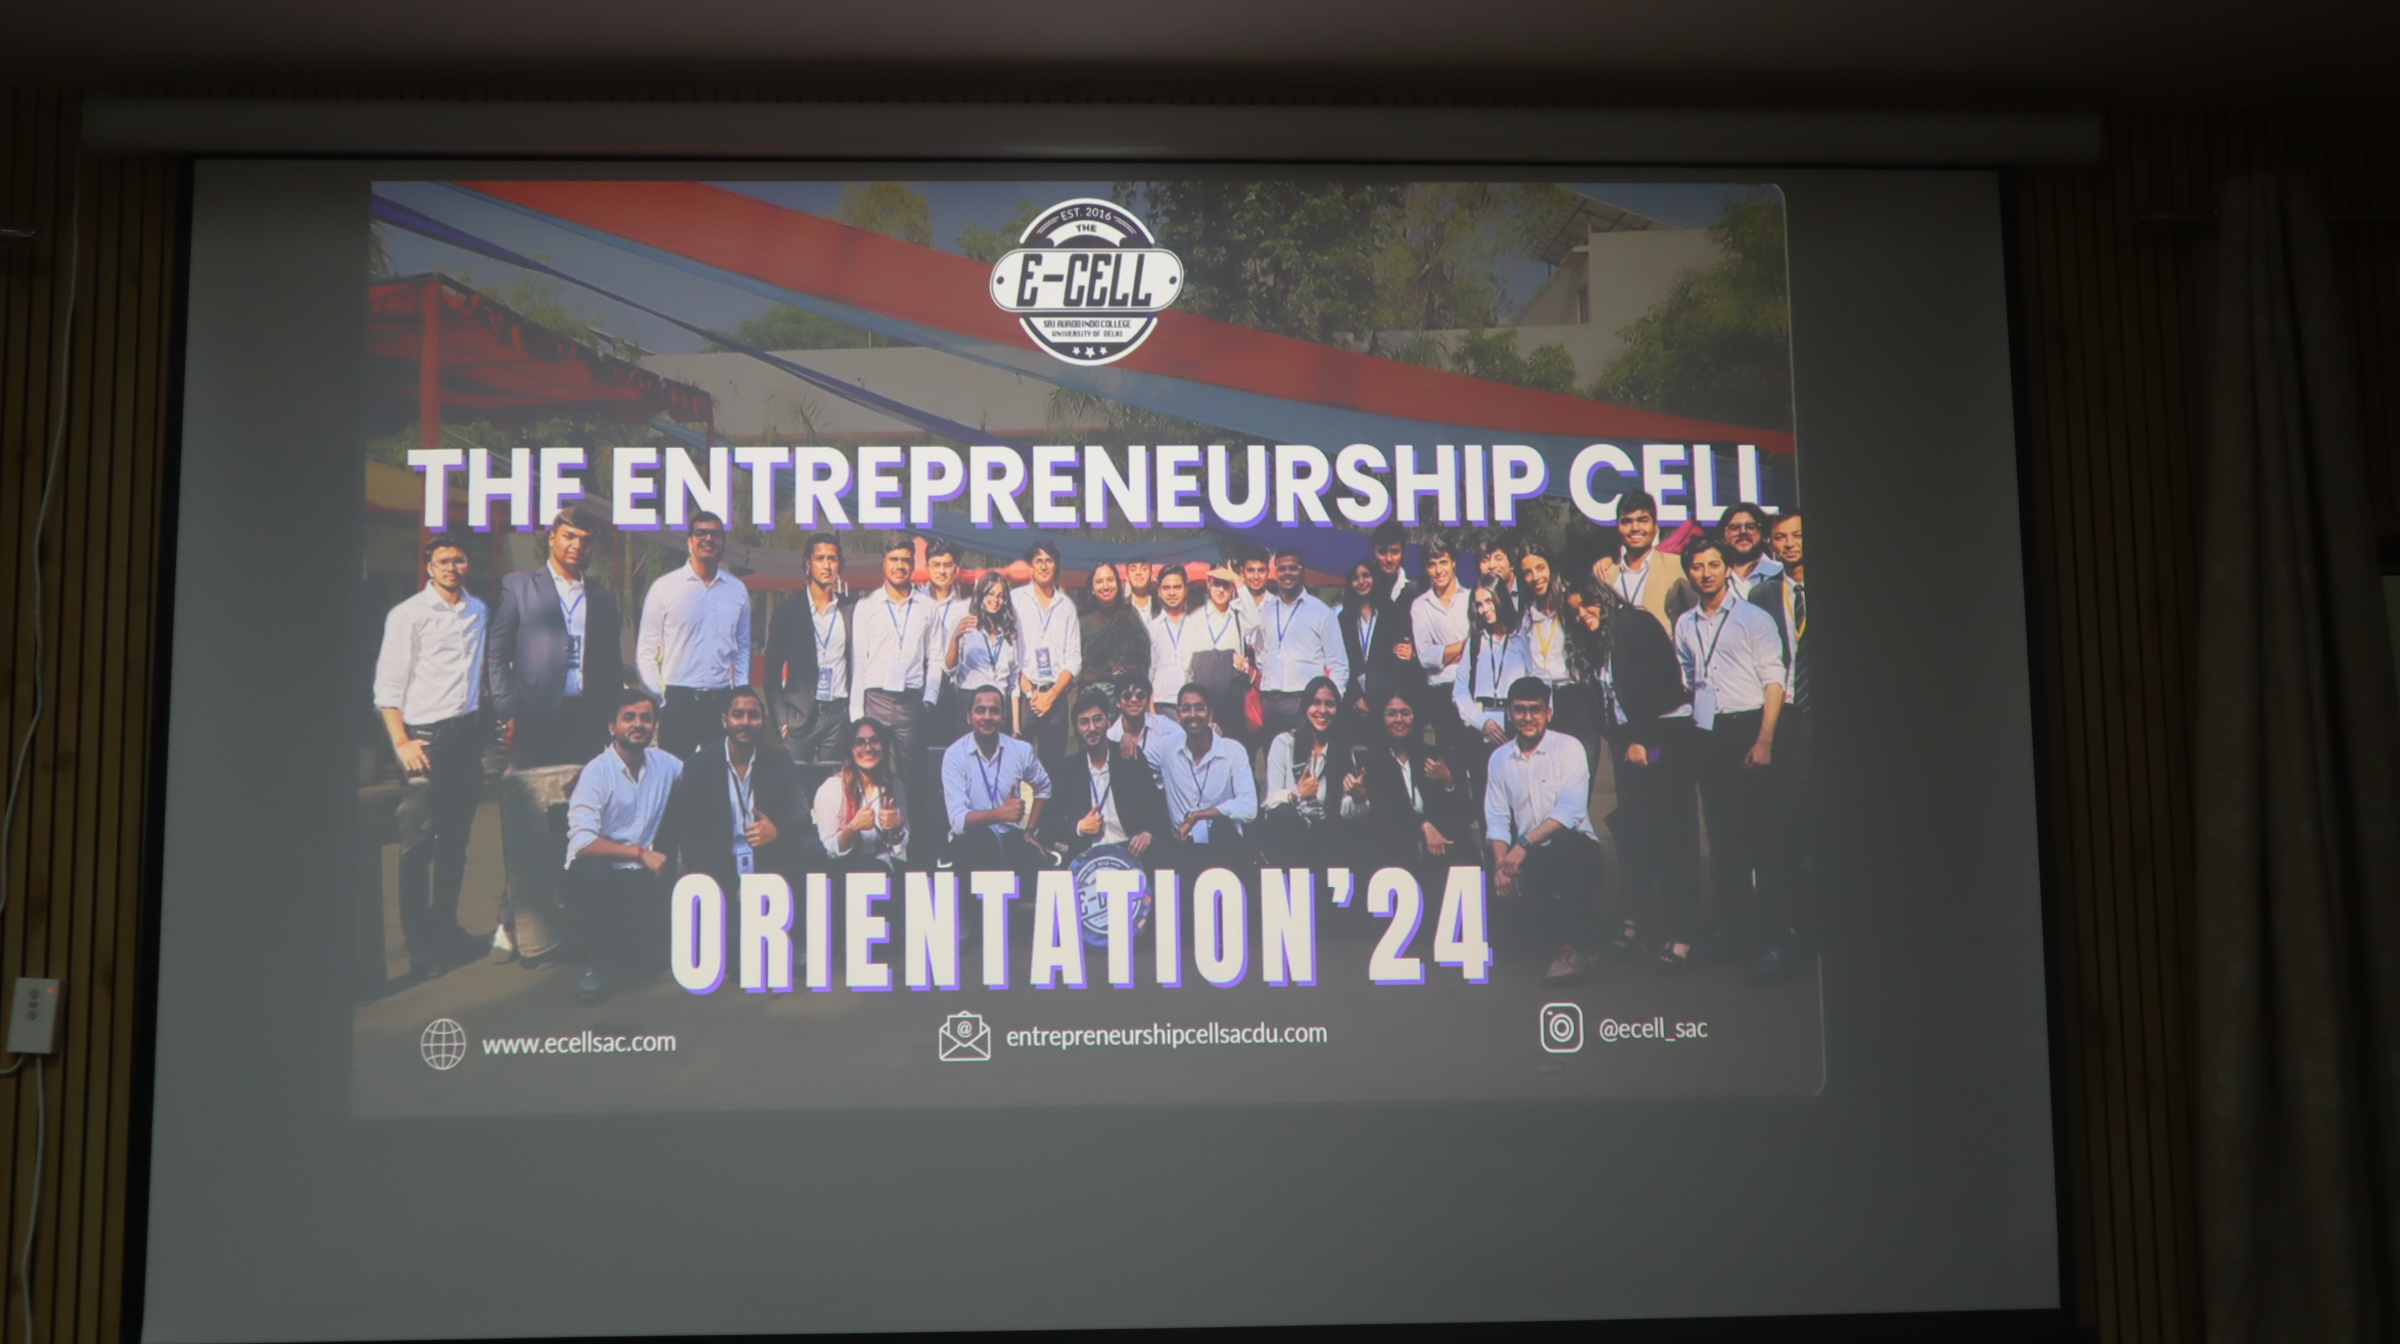 EST. 2016
THE
E-CELL
SRI AUROBINDO COLLEGE
UNIVERSITY OF DELHI
THE ENTREPRENEURSHIP CELL
ORIENTATION'24
www.ecellsac.com
entrepreneurshipcellsacdu.com
@ecell_sac